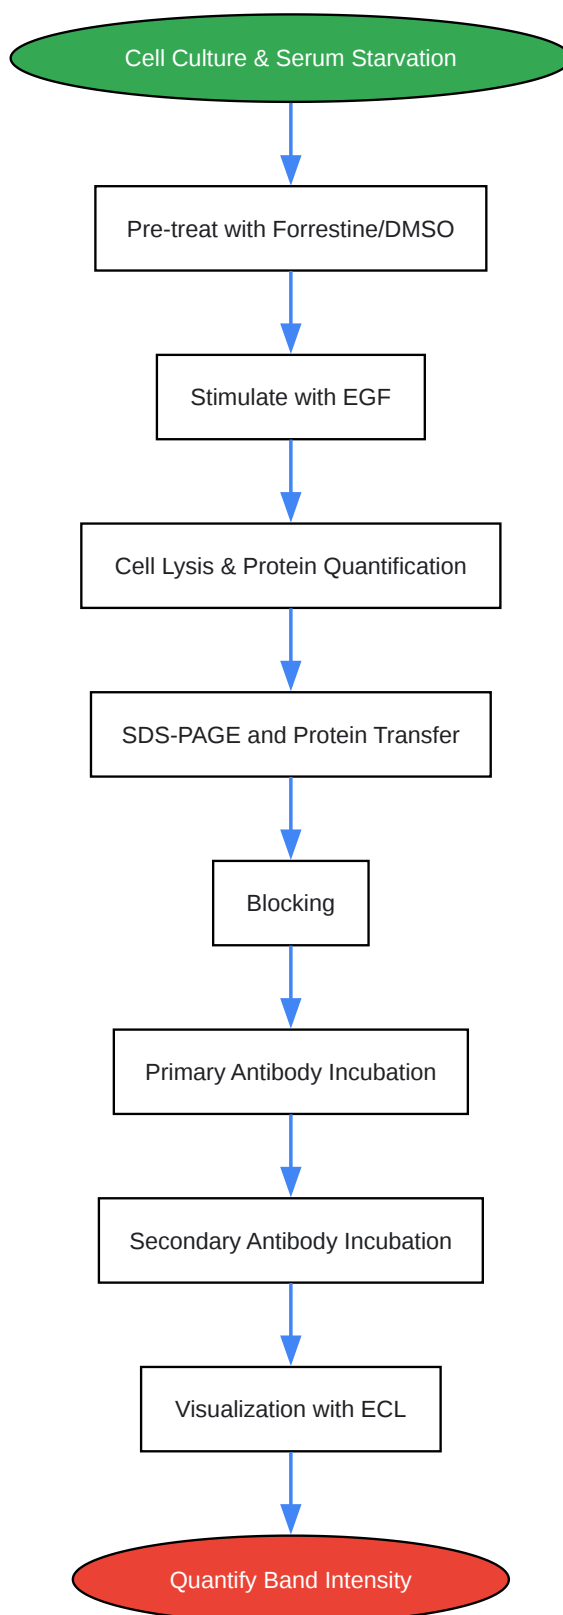 Cell Culture & Serum Starvation
Pre-treat with Forrestine/DMSO
Stimulate with EGF
Cell Lysis & Protein Quantification
SDS-PAGE and Protein Transfer
Blocking
Primary Antibody Incubation
Secondary Antibody Incubation
Visualization with ECL
Quantify Band Intensity